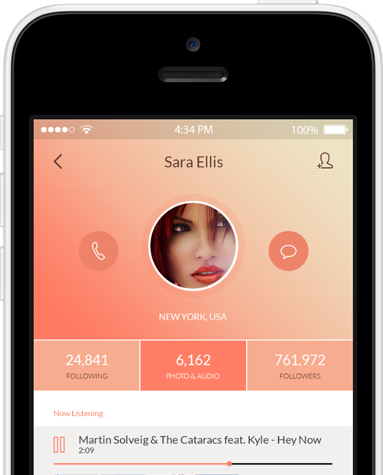 4:34 PM 100%
Sara Ellis
NEW YORK, USA
24,841 6,162 761,972
FOLLOWING PHOTO & AUDIO FOLLOWERS
Now Listening
Martin Solveig & The Cataracs feat. Kyle - Hey Now
2:09